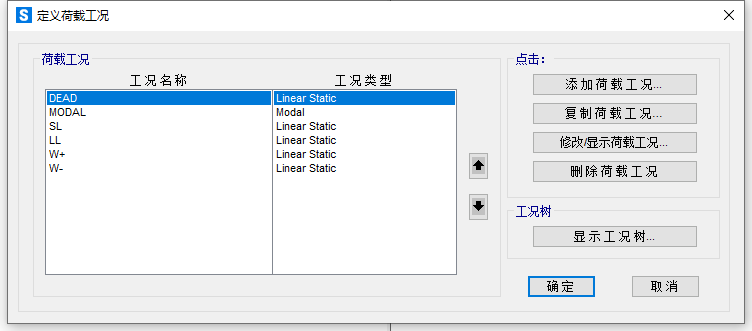 S 定义荷载工况
荷载工况
工况名称 工况类型
DEAD Linear Static
MODAL Modal
SL Linear Static
LL Linear Static
W+ Linear Static
W- Linear Static
点击:
添加荷载工况...
复制荷载工况...
修改/显示荷载工况...
删除荷载工况
工况树
显示工况树...
确定 取消